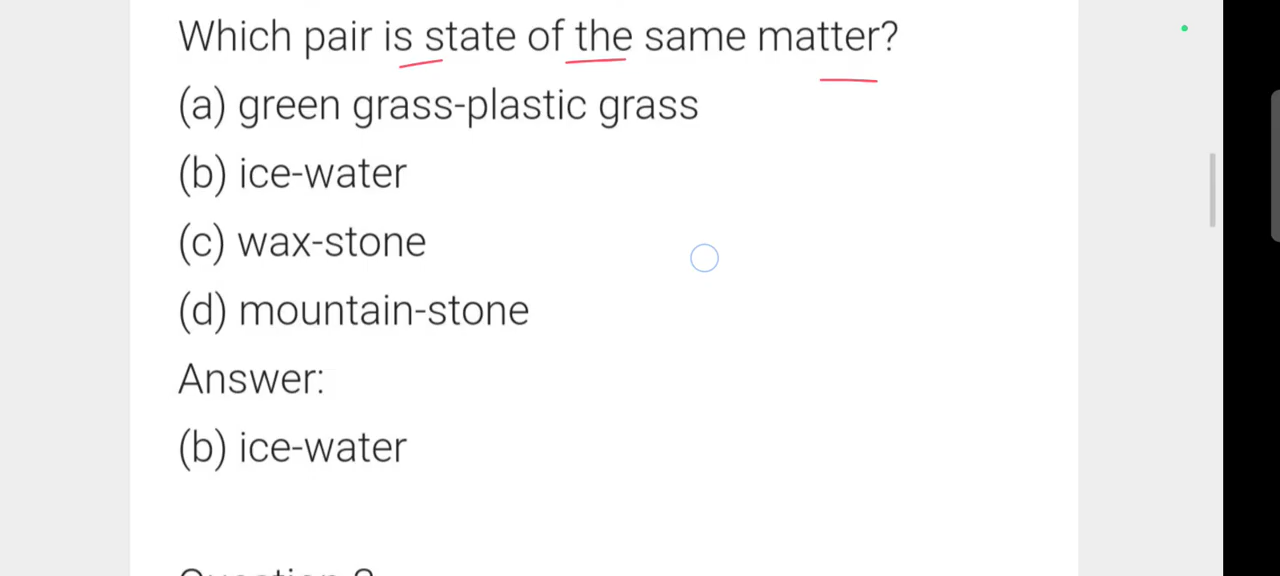 Which pair is state of the same matter?
(a) green grass-plastic grass
(b) ice-water
(c) wax-stone
(d) mountain-stone
Answer:
(b) ice-water